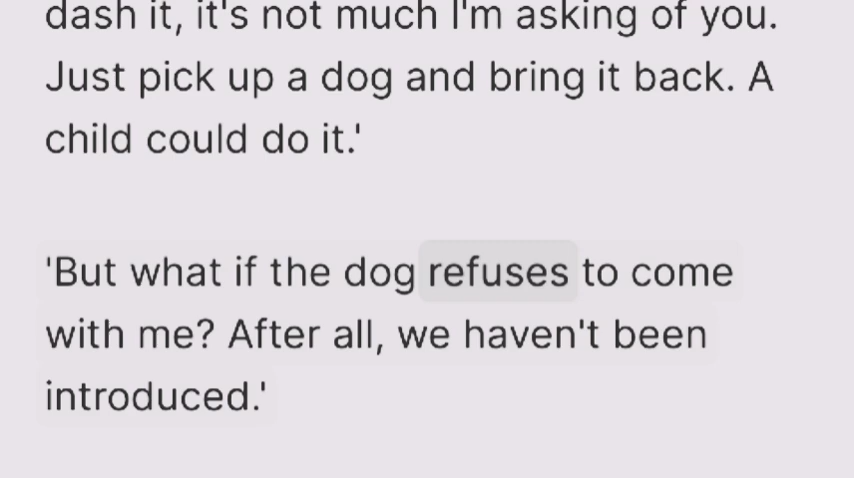 dash it, it's not much I'm asking of you.
Just pick up a dog and bring it back. A
child could do it.'
'But what if the dog refuses to come
with me? After all, we haven't been
introduced.'